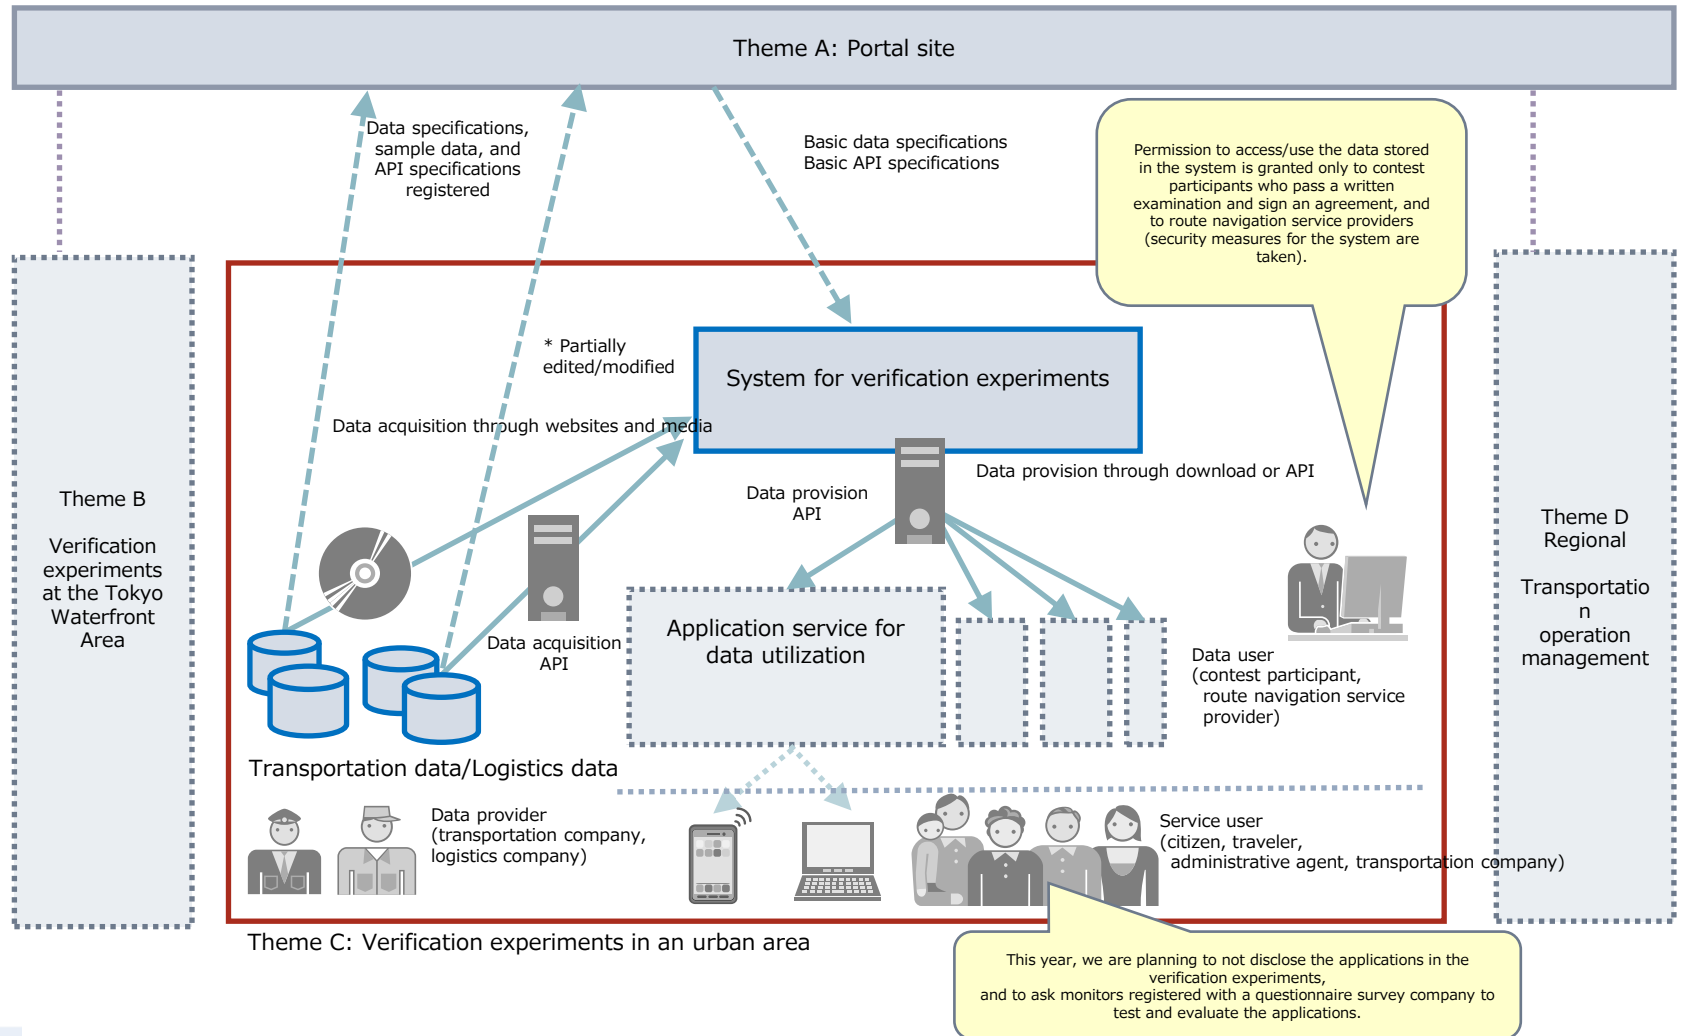 Theme A: Portal site
Data specifications,
sample data, and
API specifications
registered
Basic data specifications
Basic API specifications
Permission to access/use the data stored
in the system is granted only to contest
participants who pass a written
examination and sign an agreement, and
to route navigation service providers
(security measures for the system are
taken).
* Partially
edited/modified
System for verification experiments
Data acquisition through websites and media
Data provision through download or API
Data provision
API
Theme B
Verification
experiments
at the Tokyo
Waterfront
Area
Theme D
Regional
Transportatio
n
operation
management
Data acquisition
API
Application service for
data utilization
Data user
(contest participant,
route navigation service
provider)
Transportation data/Logistics data
Data provider
(transportation company,
logistics company)
Service user
(citizen, traveler,
administrative agent, transportation company)
Theme C: Verification experiments in an urban area
This year, we are planning to not disclose the applications in the
verification experiments,
and to ask monitors registered with a questionnaire survey company to
test and evaluate the applications.